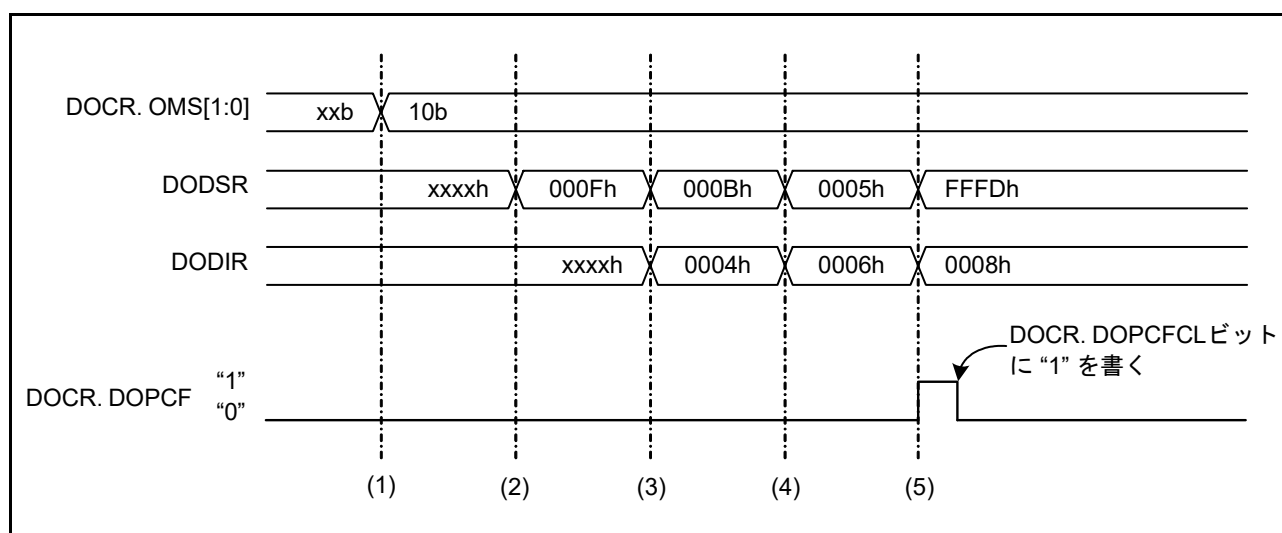 DOCR. OMS[1:0] xxb 10b
DODSR xxxxh 000Fh 000Bh 0005h FFFDh
DODIR xxxxh 0004h 0006h 0008h
DOCR. DOPCFCLビット
に “1” を書く
“1”
DOCR. DOPCF
“0”
(1) (2) (3) (4) (5)